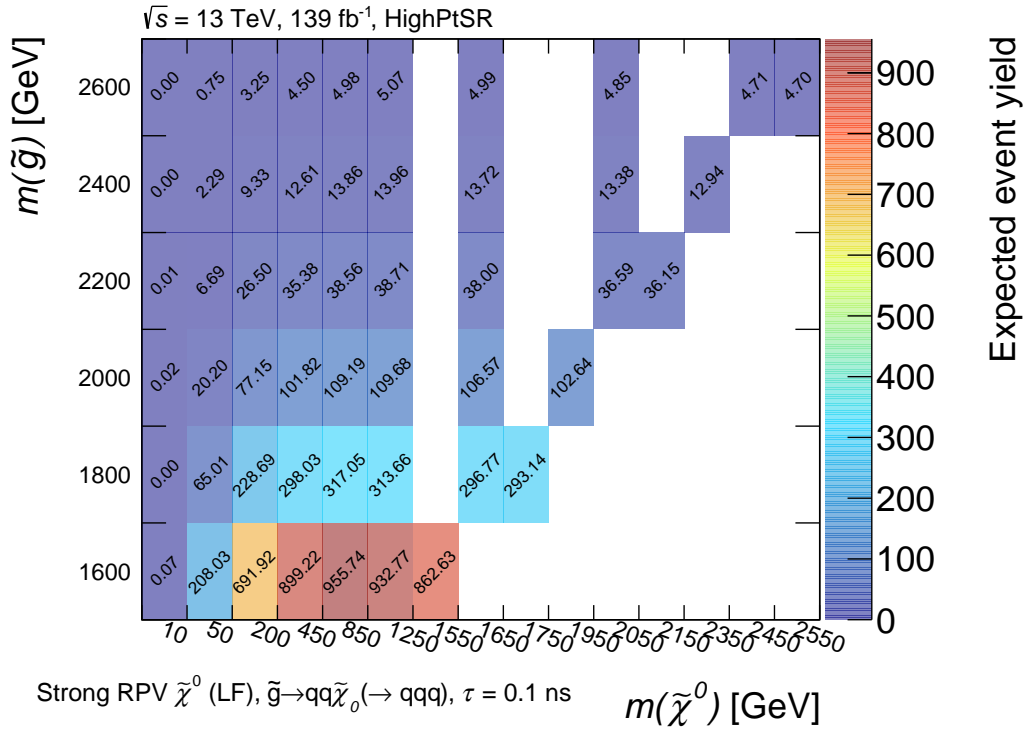 √s = 13 TeV, 139 fb⁻¹, HighPtSR
m(g̃) [GeV]
2600 0.00 0.75 3.25 4.50 4.98 5.07 4.99 4.85 4.71 4.70
2400 0.00 2.29 9.33 12.61 13.86 13.96 13.72 13.38 12.94
2200 0.01 6.69 26.50 35.38 38.56 38.71 38.00 36.59 36.15
2000 0.02 20.20 77.15 101.82 109.19 109.68 106.57 102.64
1800 0.00 65.01 228.69 298.03 317.05 313.66 296.77 293.14
1600 0.07 208.03 691.92 899.22 955.74 932.77 862.63
10 50 200 450 850 1250 1550 1650 1750 1950 2050 2150 2350 2450 2550
m(χ̃⁰) [GeV]
Strong RPV χ̃⁰ (LF), g̃→qqχ̃₀(→ qqq), τ = 0.1 ns
900
800
700
600
500
400
300
200
100
0
Expected event yield